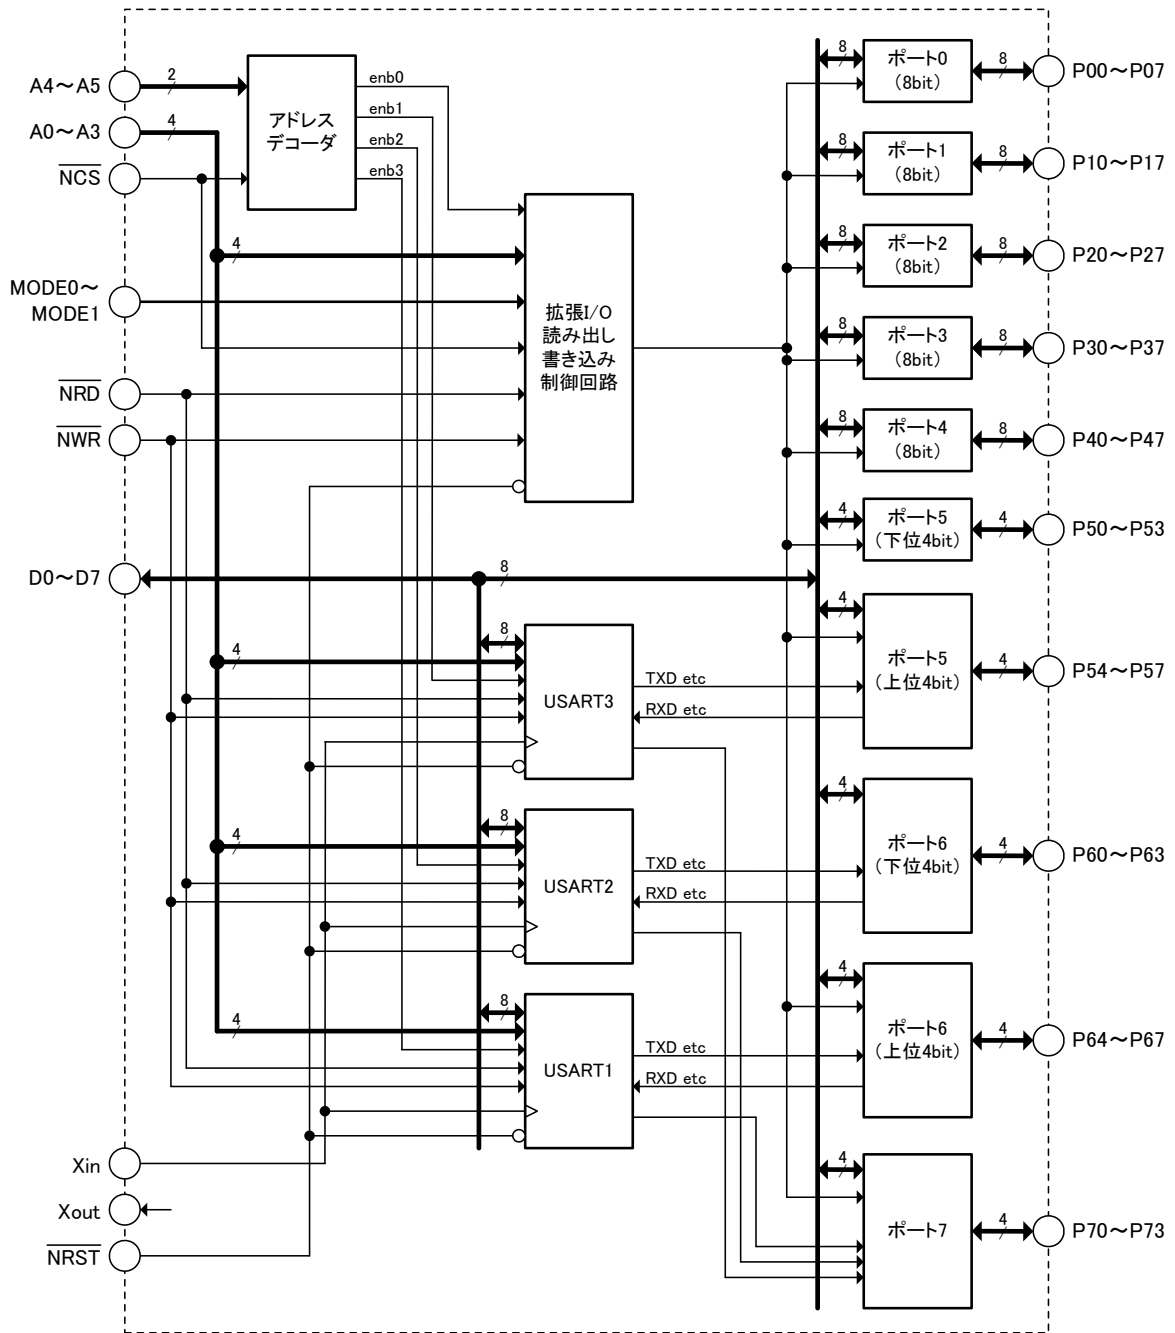 A4～A5
2
A0～A3
4
NCS
アドレス
デコーダ
enb0
enb1
enb2
enb3
4
MODE0～
MODE1
NRD
NWR
拡張I/O
読み出し
書き込み
制御回路
D0～D7
8
8
ポート0
(8bit)
8
P00～P07
8
ポート1
(8bit)
8
P10～P17
8
ポート2
(8bit)
8
P20～P27
8
ポート3
(8bit)
8
P30～P37
8
ポート4
(8bit)
8
P40～P47
4
ポート5
(下位4bit)
4
P50～P53
4
ポート5
(上位4bit)
4
P54～P57
8
4
USART3
TXD etc
RXD etc
4
ポート6
(下位4bit)
4
P60～P63
8
4
USART2
TXD etc
RXD etc
4
ポート6
(上位4bit)
4
P64～P67
8
4
USART1
TXD etc
RXD etc
4
ポート7
4
P70～P73
Xin
Xout
NRST